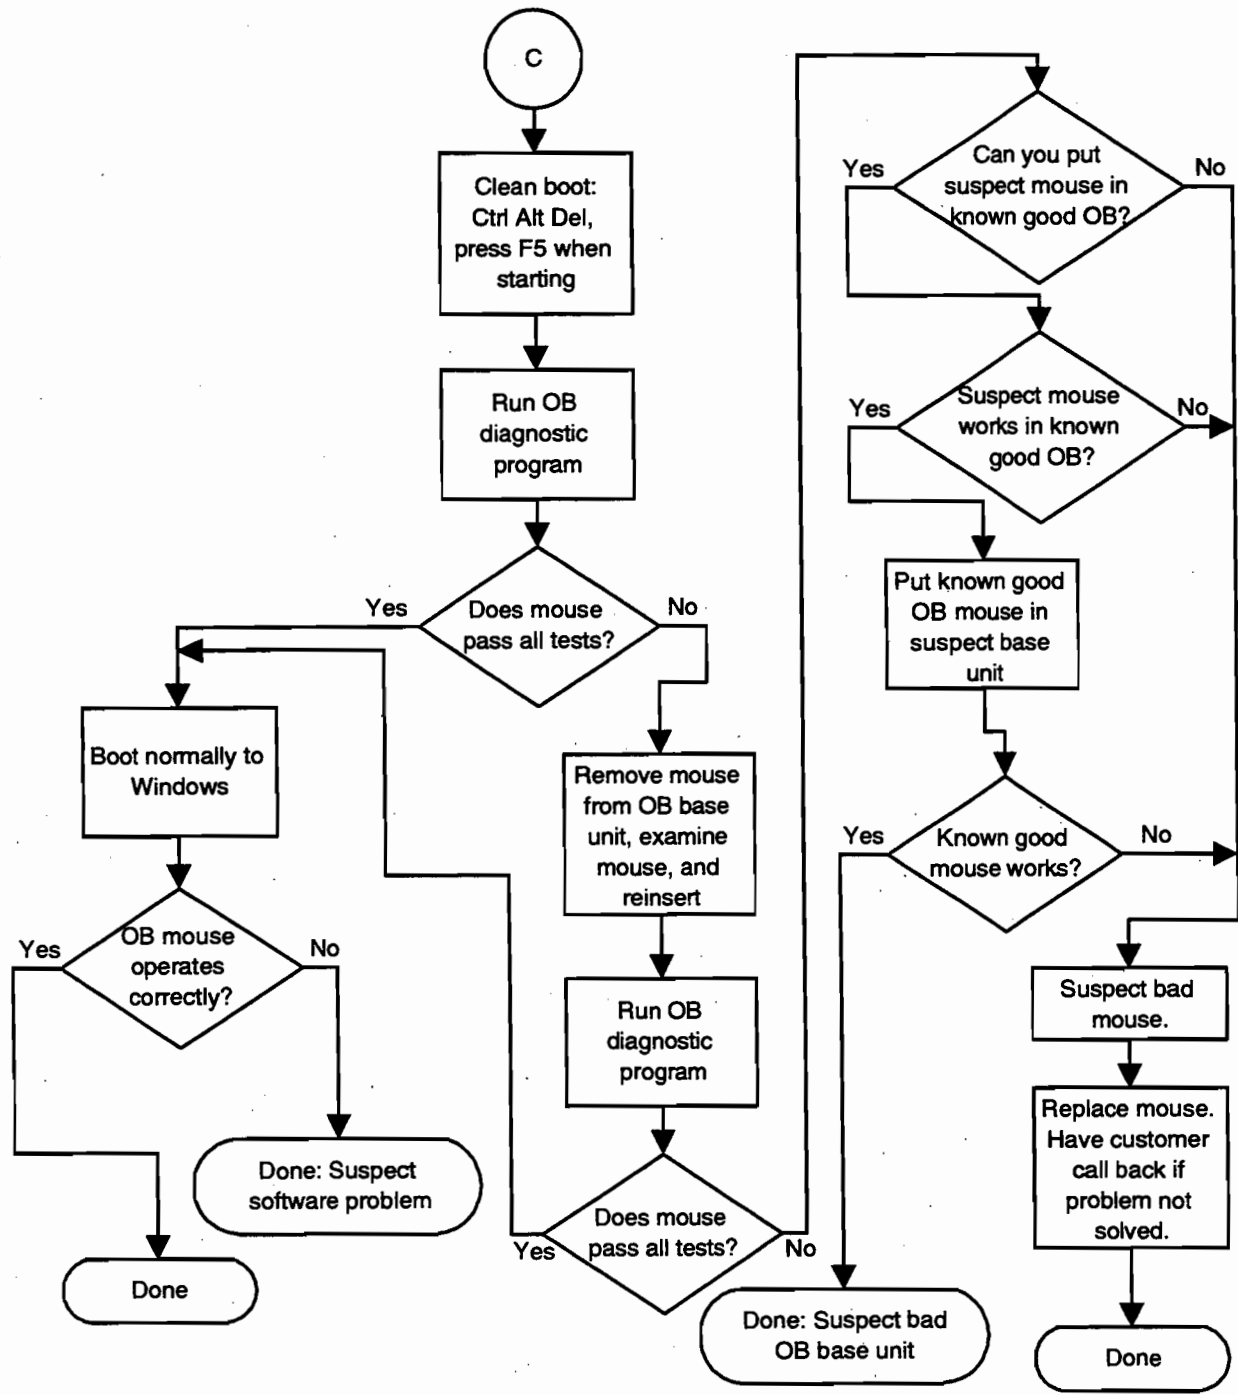 C
Clean boot:
Ctrl Alt Del,
press F5 when
starting
Run OB
diagnostic
program
Does mouse
pass all tests?
Yes
No
Boot normally to
Windows
OB mouse
operates
correctly?
Yes
No
Done: Suspect
software problem
Done
Remove mouse
from OB base
unit, examine
mouse, and
reinsert
Run OB
diagnostic
program
Does mouse
pass all tests?
Yes
No
Can you put
suspect mouse in
known good OB?
Yes
No
Suspect mouse
works in known
good OB?
Yes
No
Put known good
OB mouse in
suspect base
unit
Known good
mouse works?
Yes
No
Done: Suspect bad
OB base unit
Suspect bad
mouse.
Replace mouse.
Have customer
call back if
problem not
solved.
Done